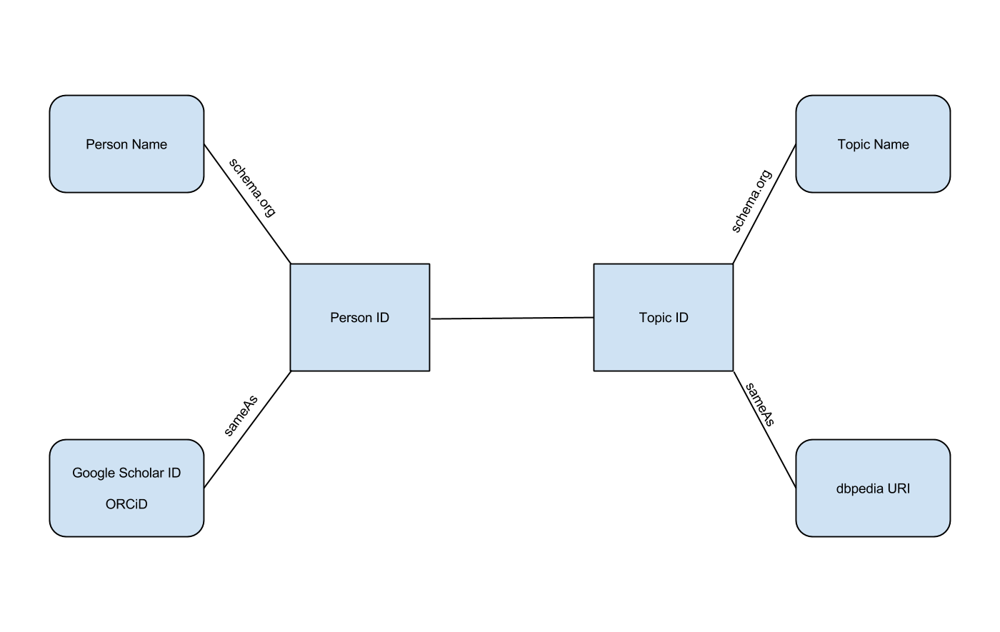 Person Name
Topic Name
schema.org
schema.org
Person ID
Topic ID
sameAs
sameAs
Google Scholar ID
ORCiD
dbpedia URI